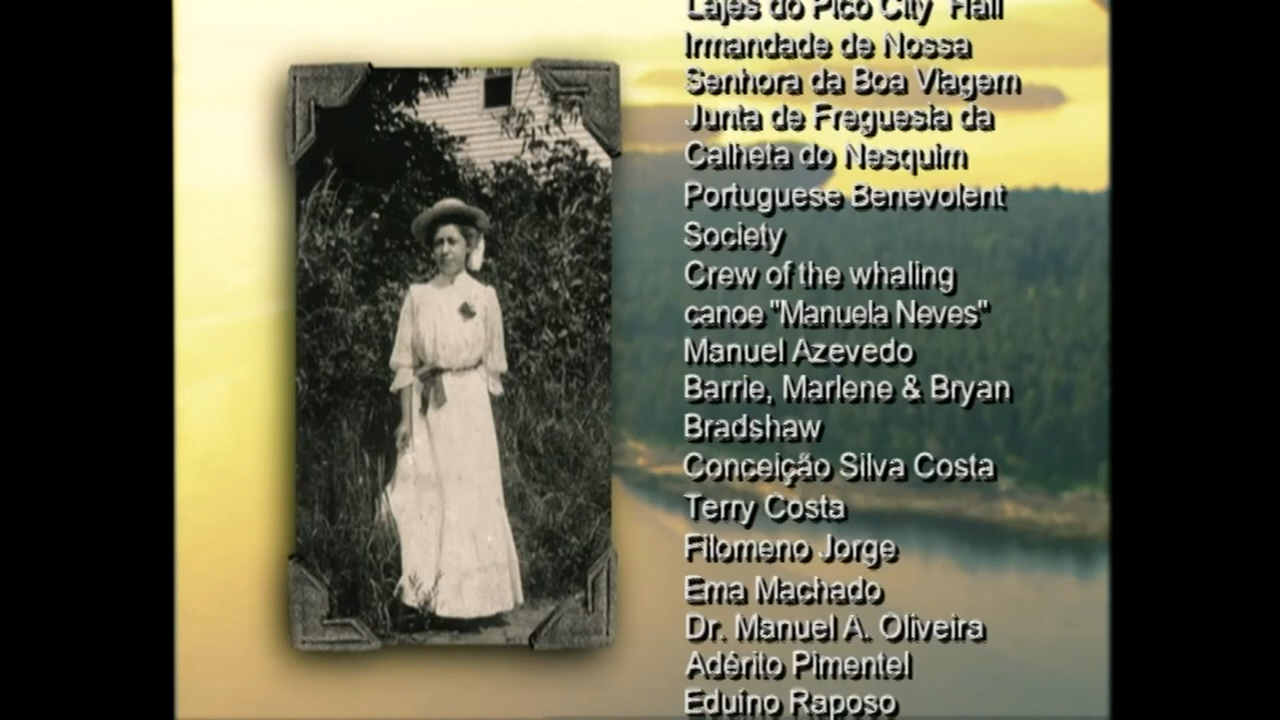 Lajes do Pico City Hall
Irmandade de Nossa
Senhora da Boa Viagem
Junta de Freguesia da
Calheta do Nesquim
Portuguese Benevolent
Society
Crew of the whaling
canoe "Manuela Neves"
Manuel Azevedo
Barrie, Marlene & Bryan
Bradshaw
Conceição Silva Costa
Terry Costa
Filomeno Jorge
Ema Machado
Dr. Manuel A. Oliveira
Adérito Pimentel
Eduíno Raposo